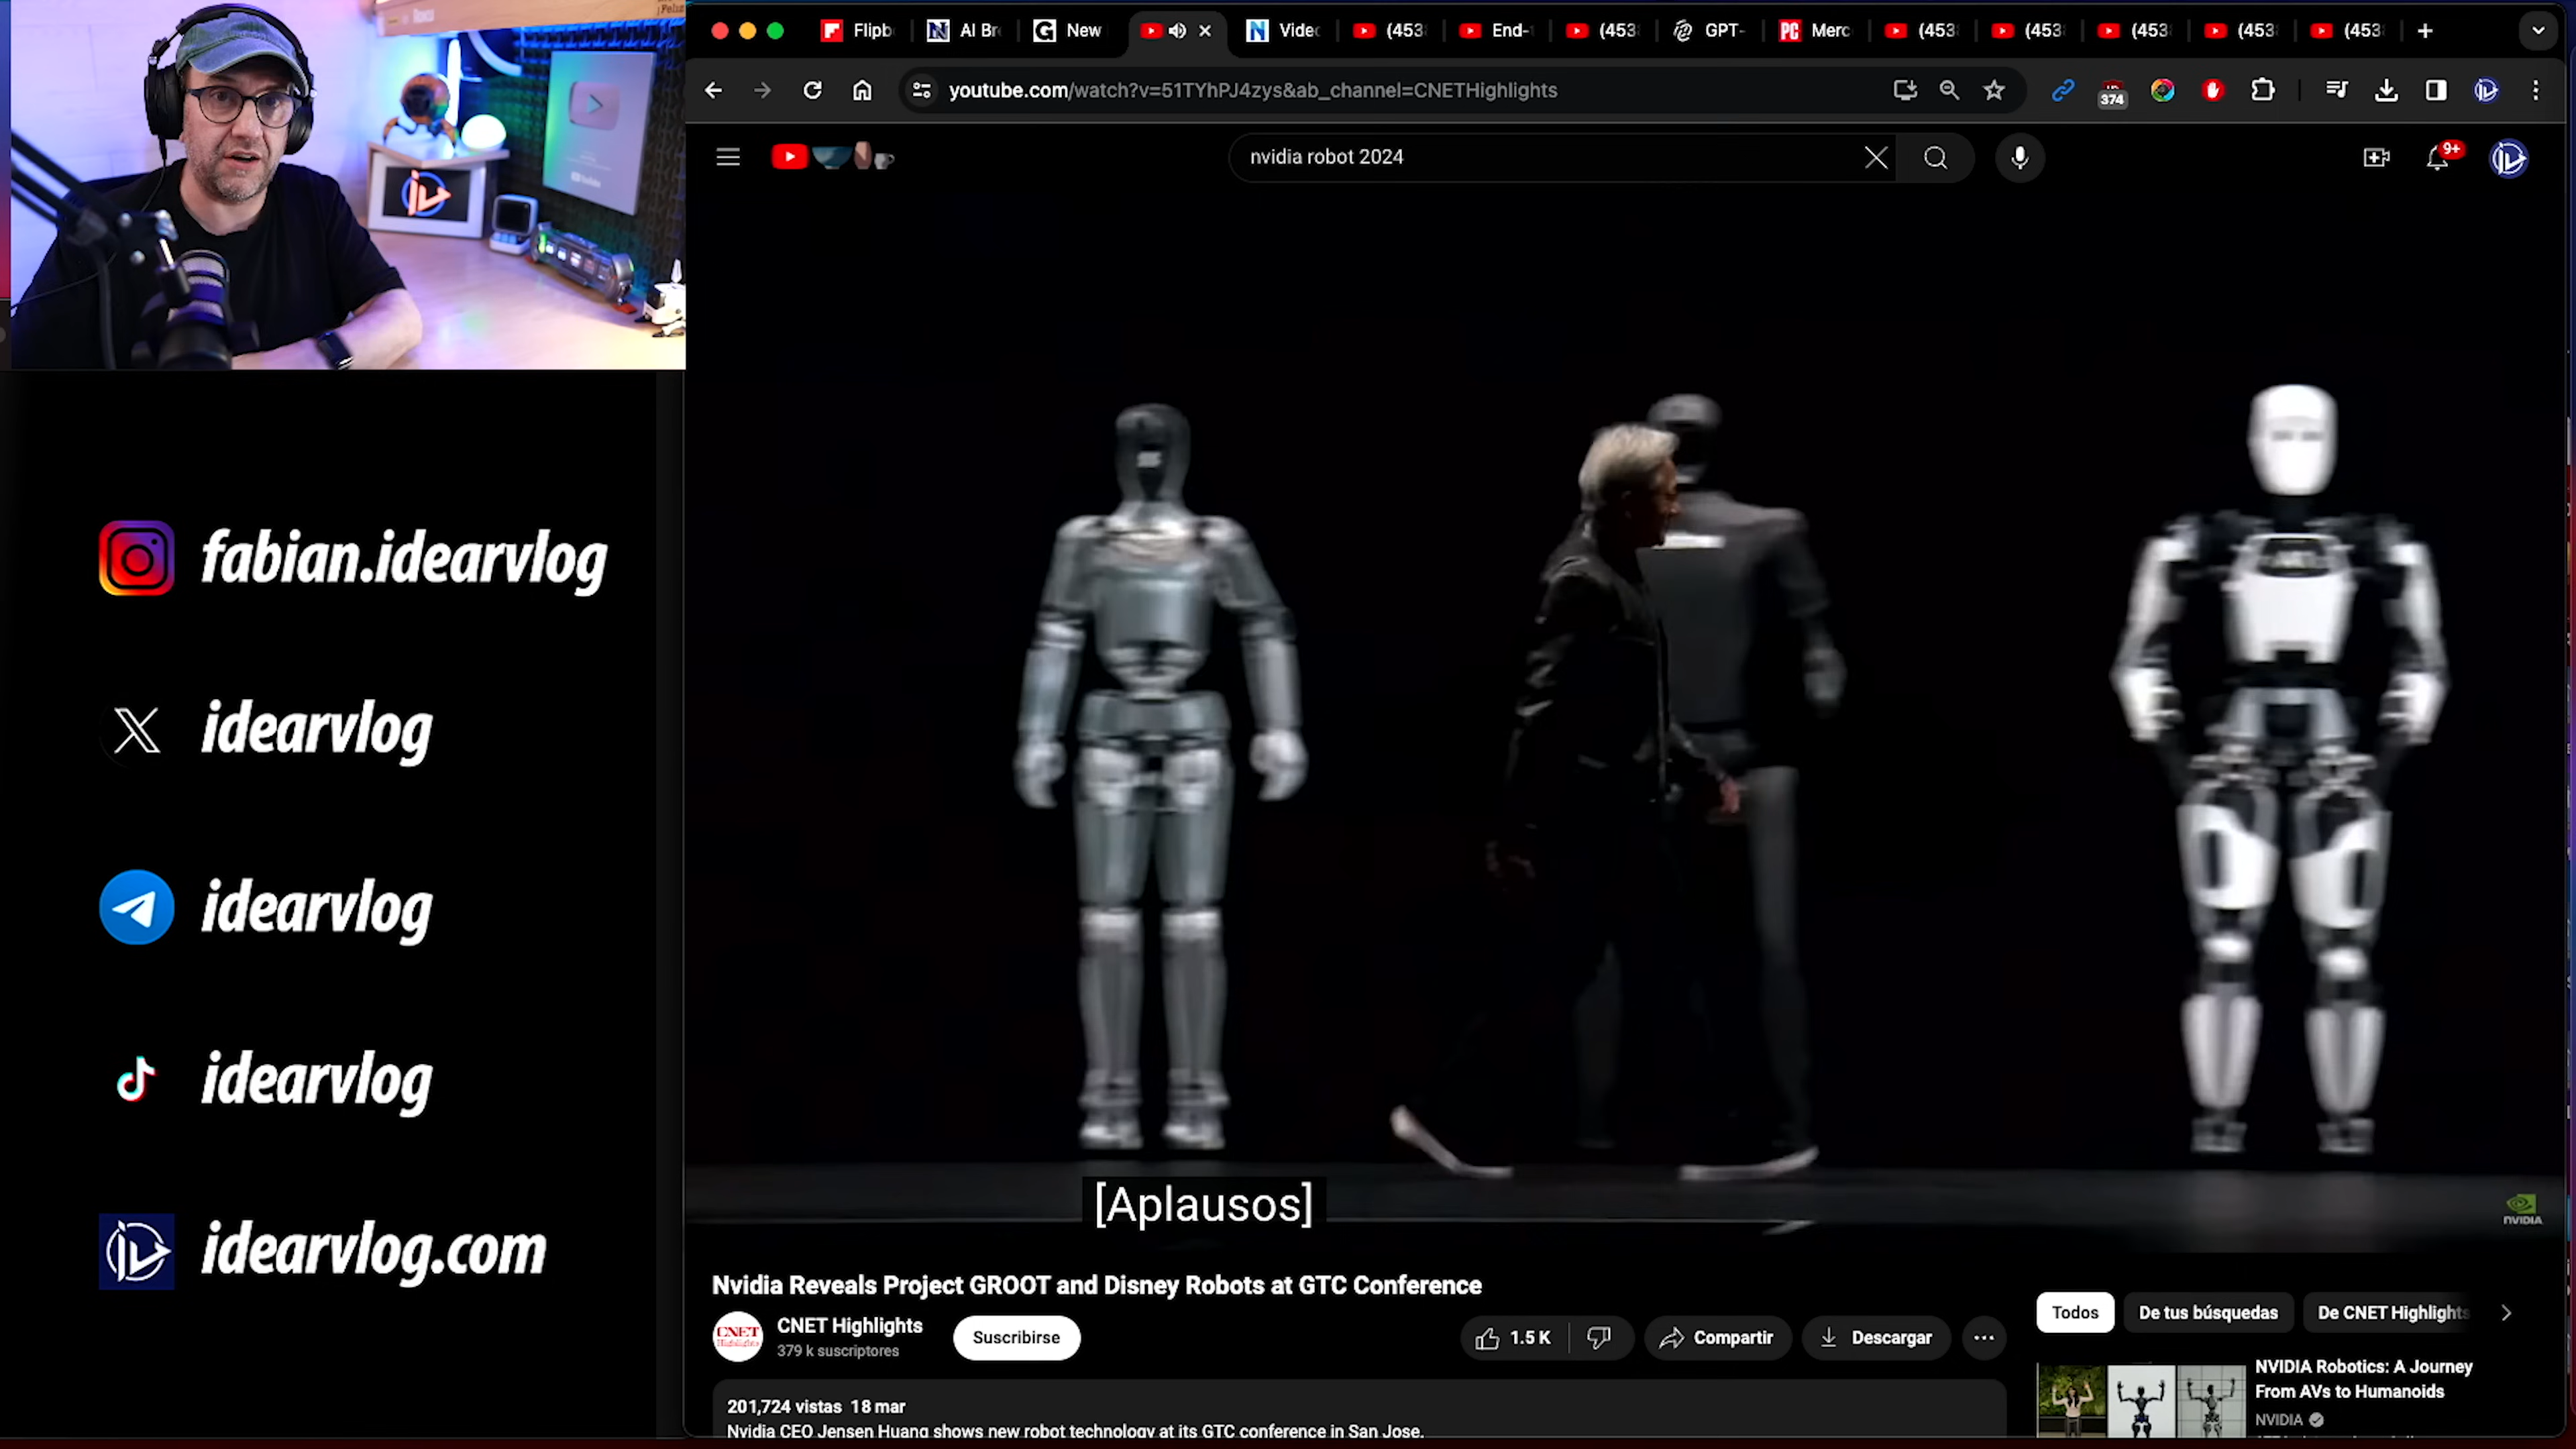 Flipb
AI Br
New
Video
(453
End-t
(453
GPT-
Merc
(453
(453
(453
(453
(453
youtube.com/watch?v=51TYhPJ4zys&ab_channel=CNETHighlights
374
nvidia robot 2024
9+
fabian.idearvlog
idearvlog
idearvlog
idearvlog
idearvlog.com
[Aplausos]
NVIDIA
Nvidia Reveals Project GROOT and Disney Robots at GTC Conference
CNET Highlights
379 k suscriptores
Suscribirse
1.5 K
Compartir
Descargar
...
Todos
De tus búsquedas
De CNET Highlights
201,724 vistas 18 mar
Nvidia CEO Jensen Huang shows new robot technology at its GTC conference in San Jose.
NVIDIA Robotics: A Journey
From AVs to Humanoids
NVIDIA